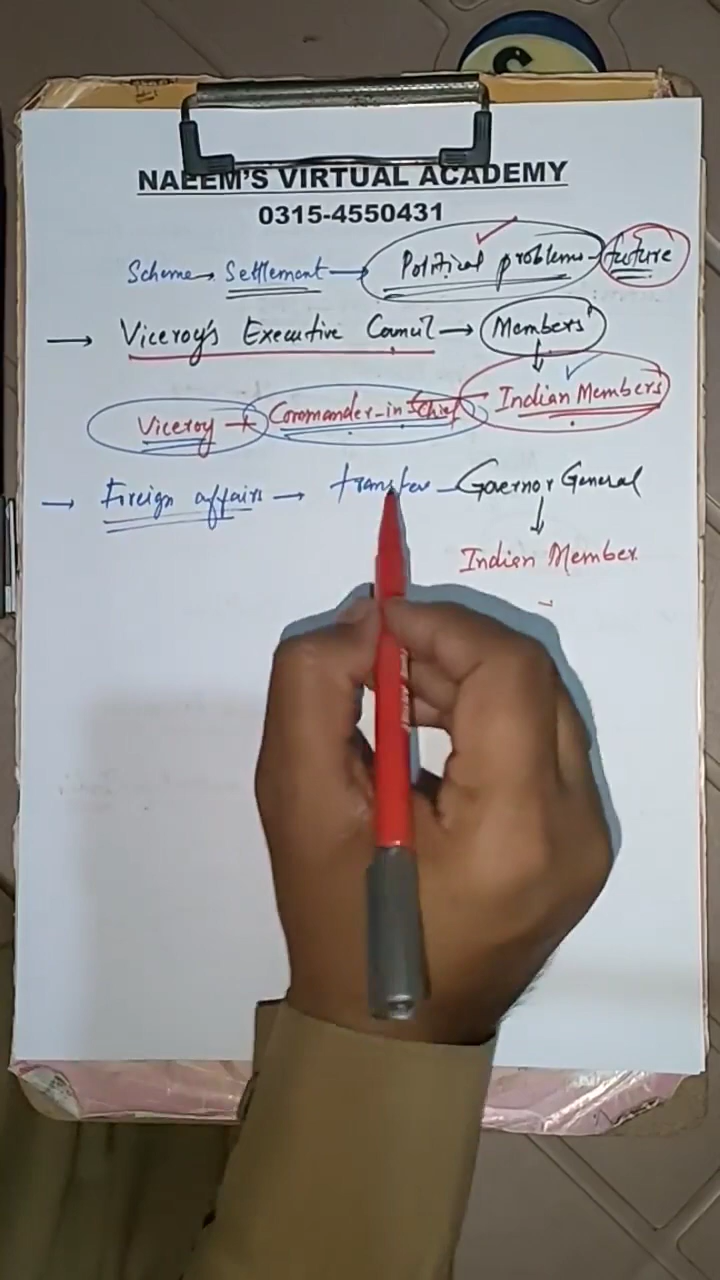 NAEEM'S VIRTUAL ACADEMY
0315-4550431
Scheme → Settlement → Political problems - future
→ Viceroy's Executive Council → Members
Viceroy + Commander-in-Chief - Indian Members
→ Foreign affairs → transfer - Governor General
Indian Member